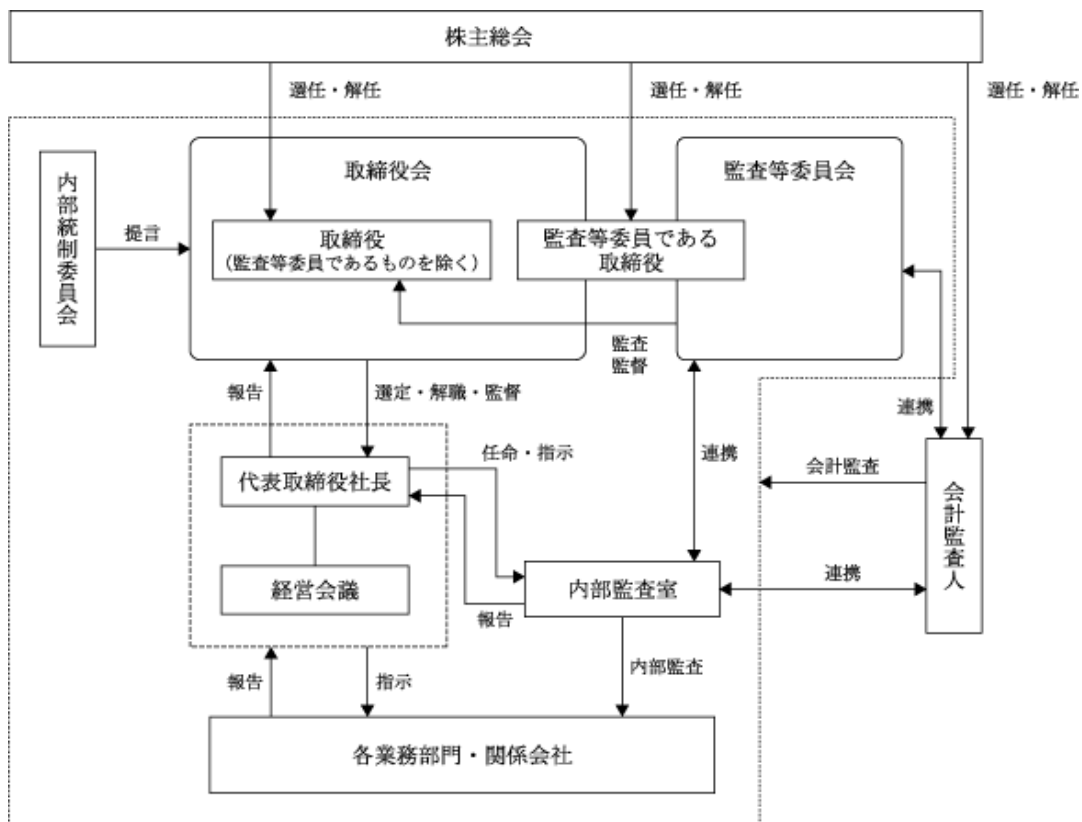 株主総会
選任・解任
選任・解任
選任・解任
取締役会
監査等委員会
内部統制委員会
提言
取締役
（監査等委員であるものを除く）
監査等委員である
取締役
監査
監督
報告
選定・解職・監督
連携
連携
任命・指示
代表取締役社長
会計監査
会計監査人
経営会議
内部監査室
連携
報告
報告
指示
内部監査
各業務部門・関係会社